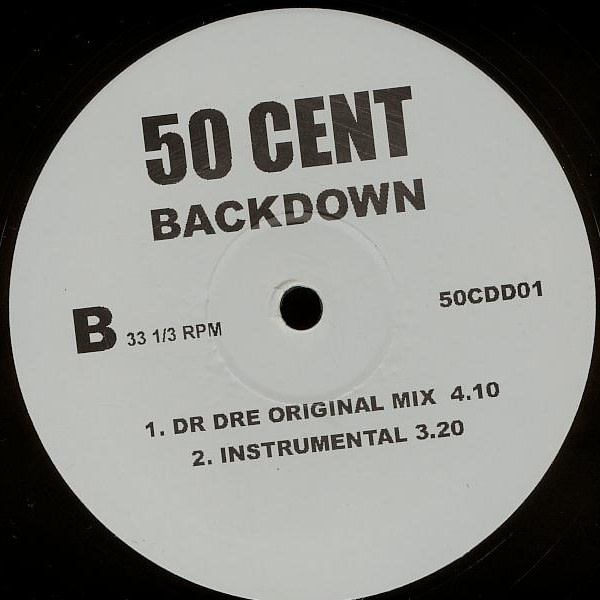 50 CENT
BACKDOWN
50CDD01
B 33 1/3 RPM
1. DR DRE ORIGINAL MIX 4.10
2. INSTRUMENTAL 3.20